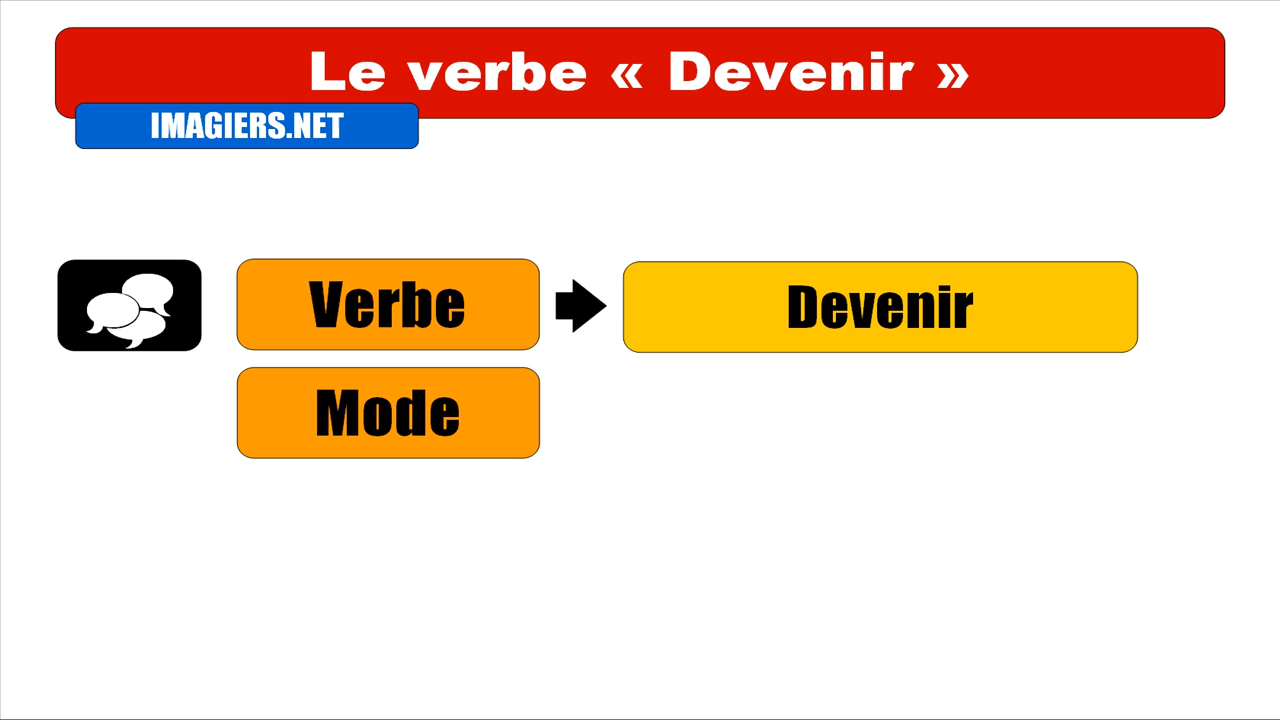 Le verbe « Devenir »
IMAGIERS.NET
Verbe
Devenir
Mode